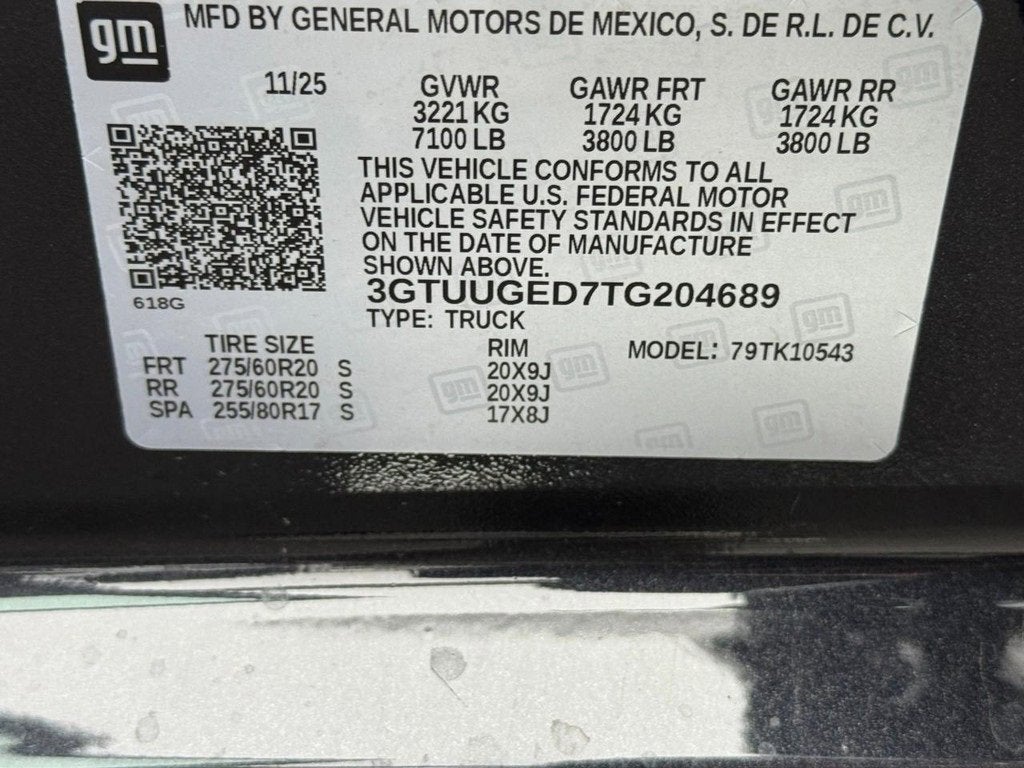 gm
MFD BY GENERAL MOTORS DE MEXICO, S. DE R.L. DE C.V.
11/25 GVWR GAWR FRT GAWR RR
3221 KG 1724 KG 1724 KG
7100 LB 3800 LB 3800 LB
THIS VEHICLE CONFORMS TO ALL
APPLICABLE U.S. FEDERAL MOTOR
VEHICLE SAFETY STANDARDS IN EFFECT
ON THE DATE OF MANUFACTURE
SHOWN ABOVE.
618G
3GTUUGED7TG204689
TYPE: TRUCK
TIRE SIZE RIM MODEL: 79TK10543
FRT 275/60R20 S 20X9J
RR 275/60R20 S 20X9J
SPA 255/80R17 S 17X8J